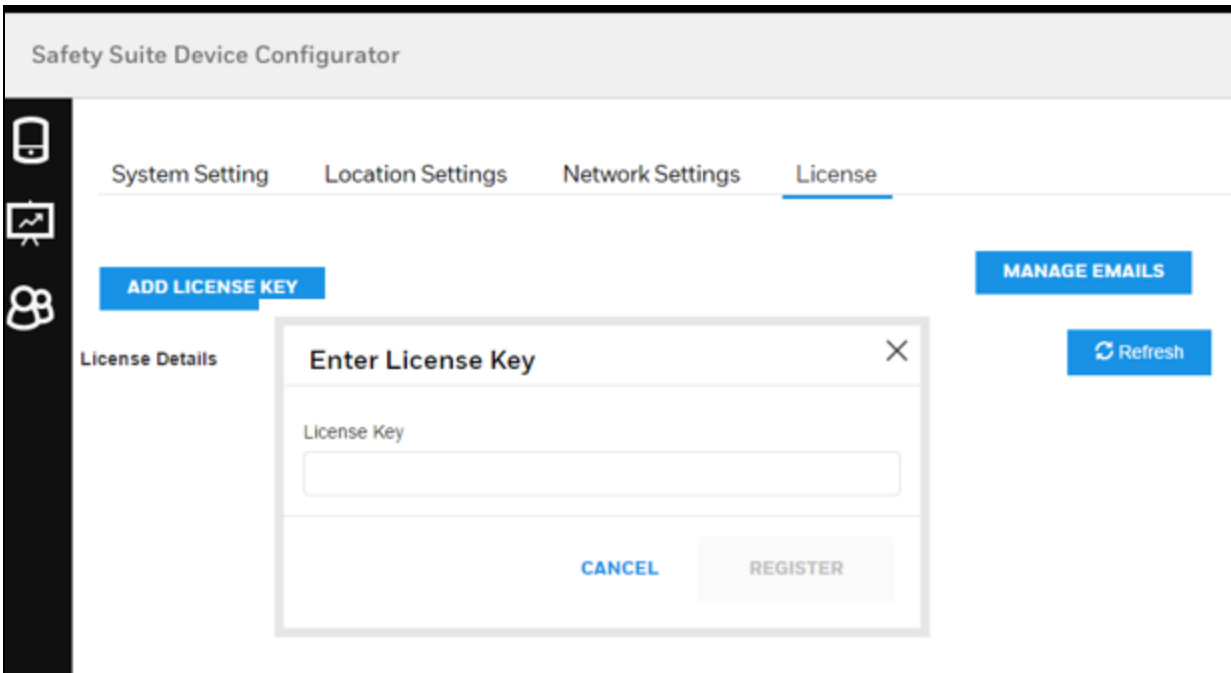 Safety Suite Device Configurator
System Setting Location Settings Network Settings License
ADD LICENSE KEY
MANAGE EMAILS
License Details
Refresh
Enter License Key
License Key
CANCEL REGISTER